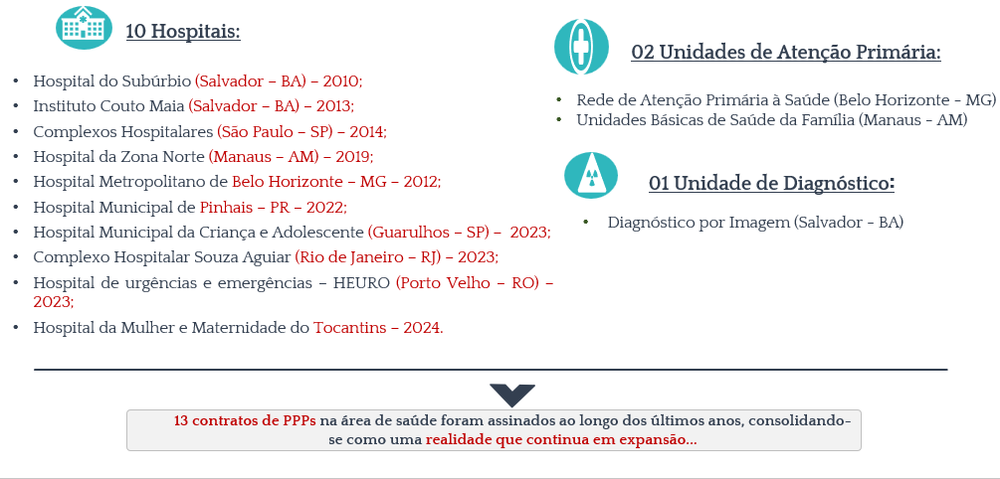 10 Hospitais:
• Hospital do Subúrbio (Salvador – BA) – 2010;
• Instituto Couto Maia (Salvador – BA) – 2013;
• Complexos Hospitalares (São Paulo – SP) – 2014;
• Hospital da Zona Norte (Manaus – AM) – 2019;
• Hospital Metropolitano de Belo Horizonte – MG – 2012;
• Hospital Municipal de Pinhais – PR – 2022;
• Hospital Municipal da Criança e Adolescente (Guarulhos – SP) – 2023;
• Complexo Hospitalar Souza Aguiar (Rio de Janeiro – RJ) – 2023;
• Hospital de urgências e emergências – HEURO (Porto Velho – RO) –
2023;
• Hospital da Mulher e Maternidade do Tocantins – 2024.
02 Unidades de Atenção Primária:
• Rede de Atenção Primária à Saúde (Belo Horizonte - MG)
• Unidades Básicas de Saúde da Família (Manaus - AM)
01 Unidade de Diagnóstico:
• Diagnóstico por Imagem (Salvador - BA)
13 contratos de PPPs na área de saúde foram assinados ao longo dos últimos anos, consolidando-
se como uma realidade que continua em expansão...